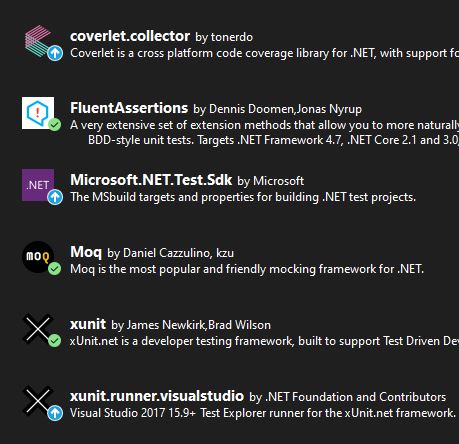 coverlet.collector by tonerdo
Coverlet is a cross platform code coverage library for .NET, with support fo
FluentAssertions by Dennis Doomen,Jonas Nyrup
A very extensive set of extension methods that allow you to more naturally
BDD-style unit tests. Targets .NET Framework 4.7, .NET Core 2.1 and 3.0,
.NET
Microsoft.NET.Test.Sdk by Microsoft
The MSbuild targets and properties for building .NET test projects.
MOQ
Moq by Daniel Cazzulino, kzu
Moq is the most popular and friendly mocking framework for .NET.
xunit by James Newkirk,Brad Wilson
xUnit.net is a developer testing framework, built to support Test Driven Dev
xunit.runner.visualstudio by .NET Foundation and Contributors
Visual Studio 2017 15.9+ Test Explorer runner for the xUnit.net framework.